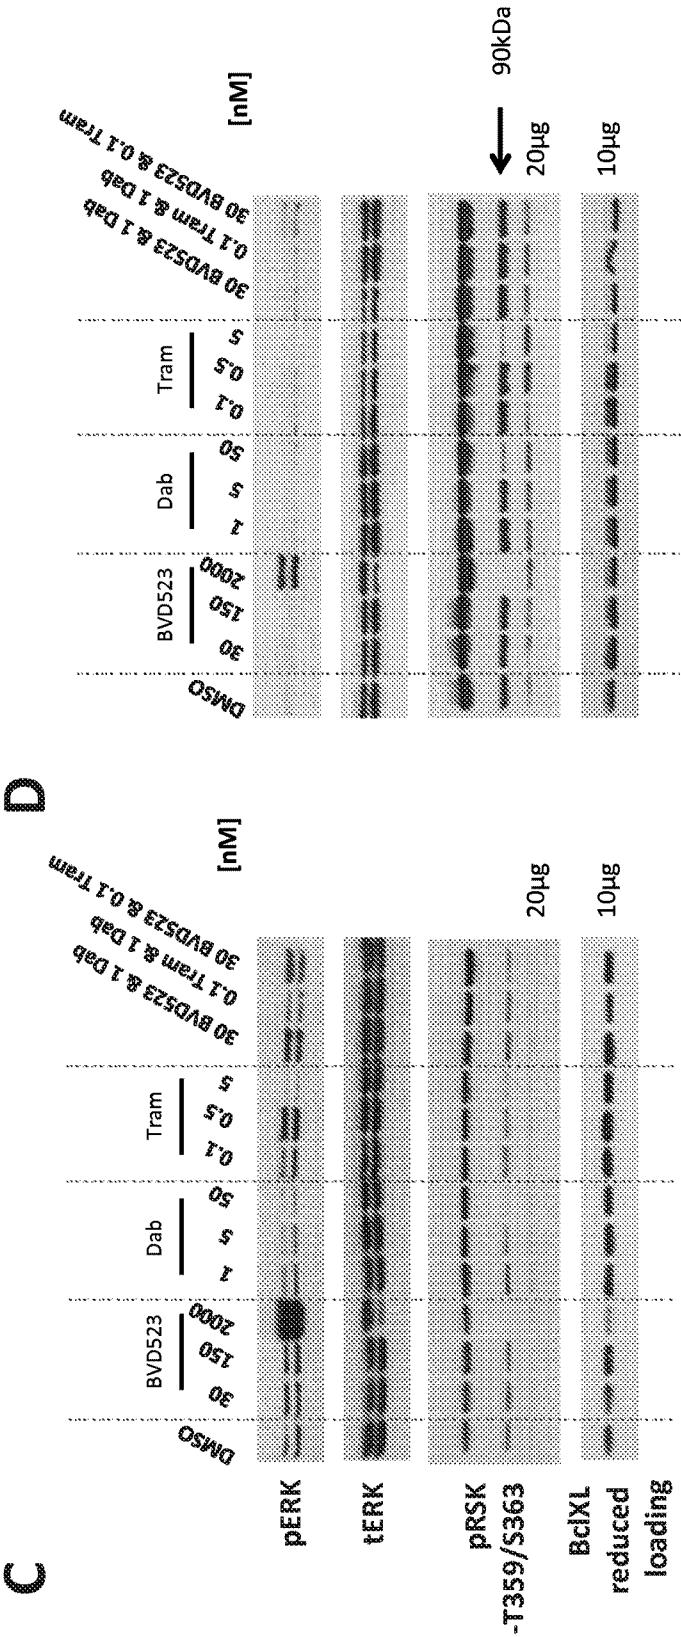 C
BVD523
Dab
Tram
DMSO
30
150
2000
1
5
50
0.1
0.5
5
30 BVD523 & 1 Dab
0.1 Tram & 1 Dab
30 BVD523 & 0.1 Tram
[nM]
pERK
tERK
pRSK
-T359/S363
20µg
BclXL
reduced
loading
10µg
D
BVD523
Dab
Tram
DMSO
30
150
2000
1
5
50
0.1
0.5
5
30 BVD523 & 1 Dab
0.1 Tram & 1 Dab
30 BVD523 & 0.1 Tram
[nM]
90kDa
20µg
10µg